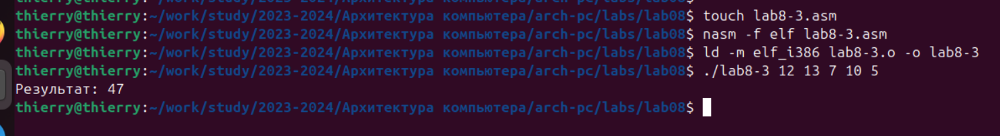 thierry@thierry:~/work/study/2023-2024/Архитектура компьютера/arch-pc/labs/lab08$ touch lab8-3.asm
thierry@thierry:~/work/study/2023-2024/Архитектура компьютера/arch-pc/labs/lab08$ nasm -f elf lab8-3.asm
thierry@thierry:~/work/study/2023-2024/Архитектура компьютера/arch-pc/labs/lab08$ ld -m elf_i386 lab8-3.o -o lab8-3
thierry@thierry:~/work/study/2023-2024/Архитектура компьютера/arch-pc/labs/lab08$ ./lab8-3 12 13 7 10 5
Результат: 47
thierry@thierry:~/work/study/2023-2024/Архитектура компьютера/arch-pc/labs/lab08$